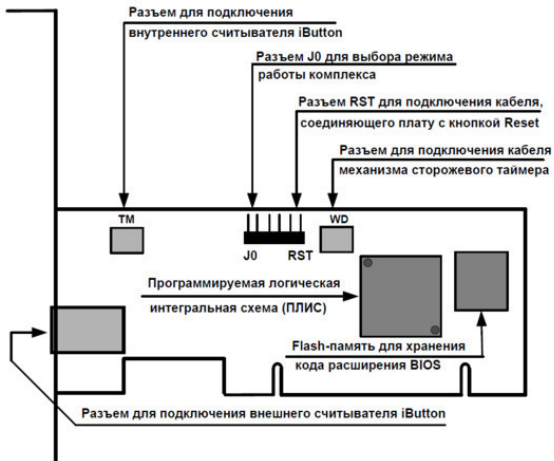 Разъем для подключения
внутреннего считывателя iButton
Разъем J0 для выбора режима
работы комплекса
Разъем RST для подключения кабеля,
соединяющего плату с кнопкой Reset
Разъем для подключения кабеля
механизма сторожевого таймера
TM
WD
J0
RST
Программируемая логическая
интегральная схема (ПЛИС)
Flash-память для хранения
кода расширения BIOS
Разъем для подключения внешнего считывателя iButton